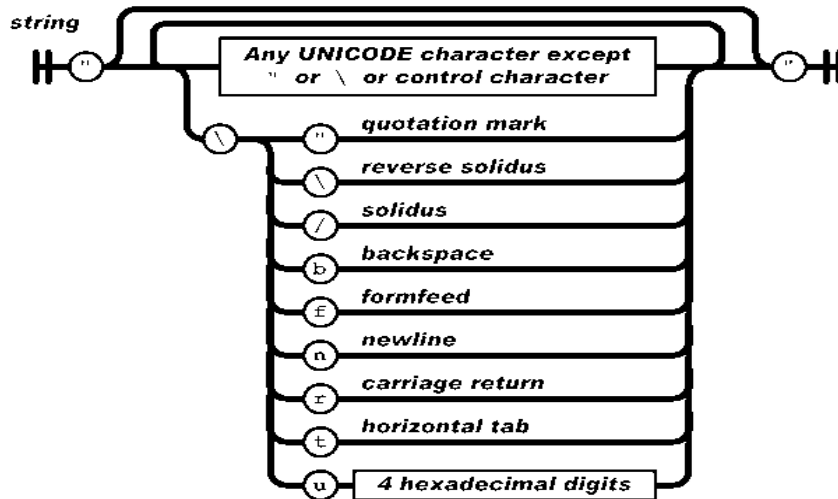 string
" Any UNICODE character except "
" or \ or control character
\ " quotation mark
\ reverse solidus
/ solidus
b backspace
f formfeed
n newline
r carriage return
t horizontal tab
u 4 hexadecimal digits